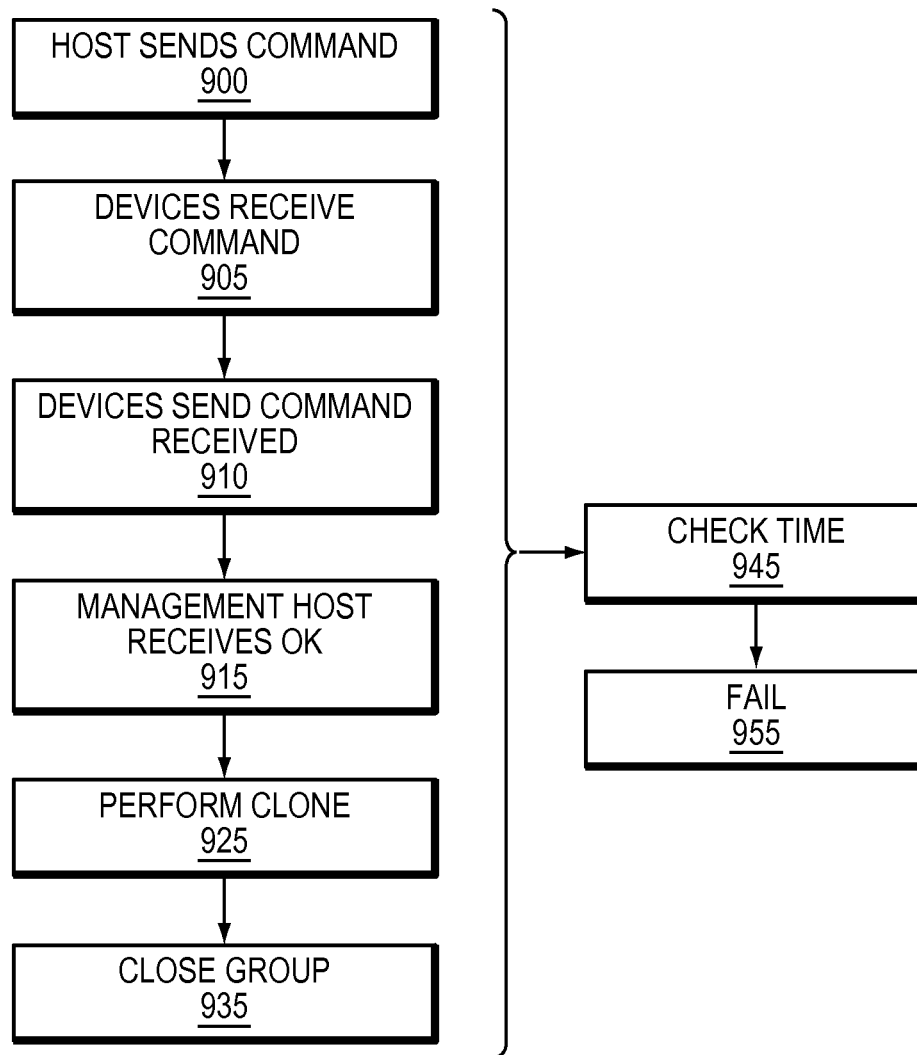 HOST SENDS COMMAND
900
DEVICES RECEIVE
COMMAND
905
DEVICES SEND COMMAND
RECEIVED
910
MANAGEMENT HOST
RECEIVES OK
915
PERFORM CLONE
925
CLOSE GROUP
935
CHECK TIME
945
FAIL
955